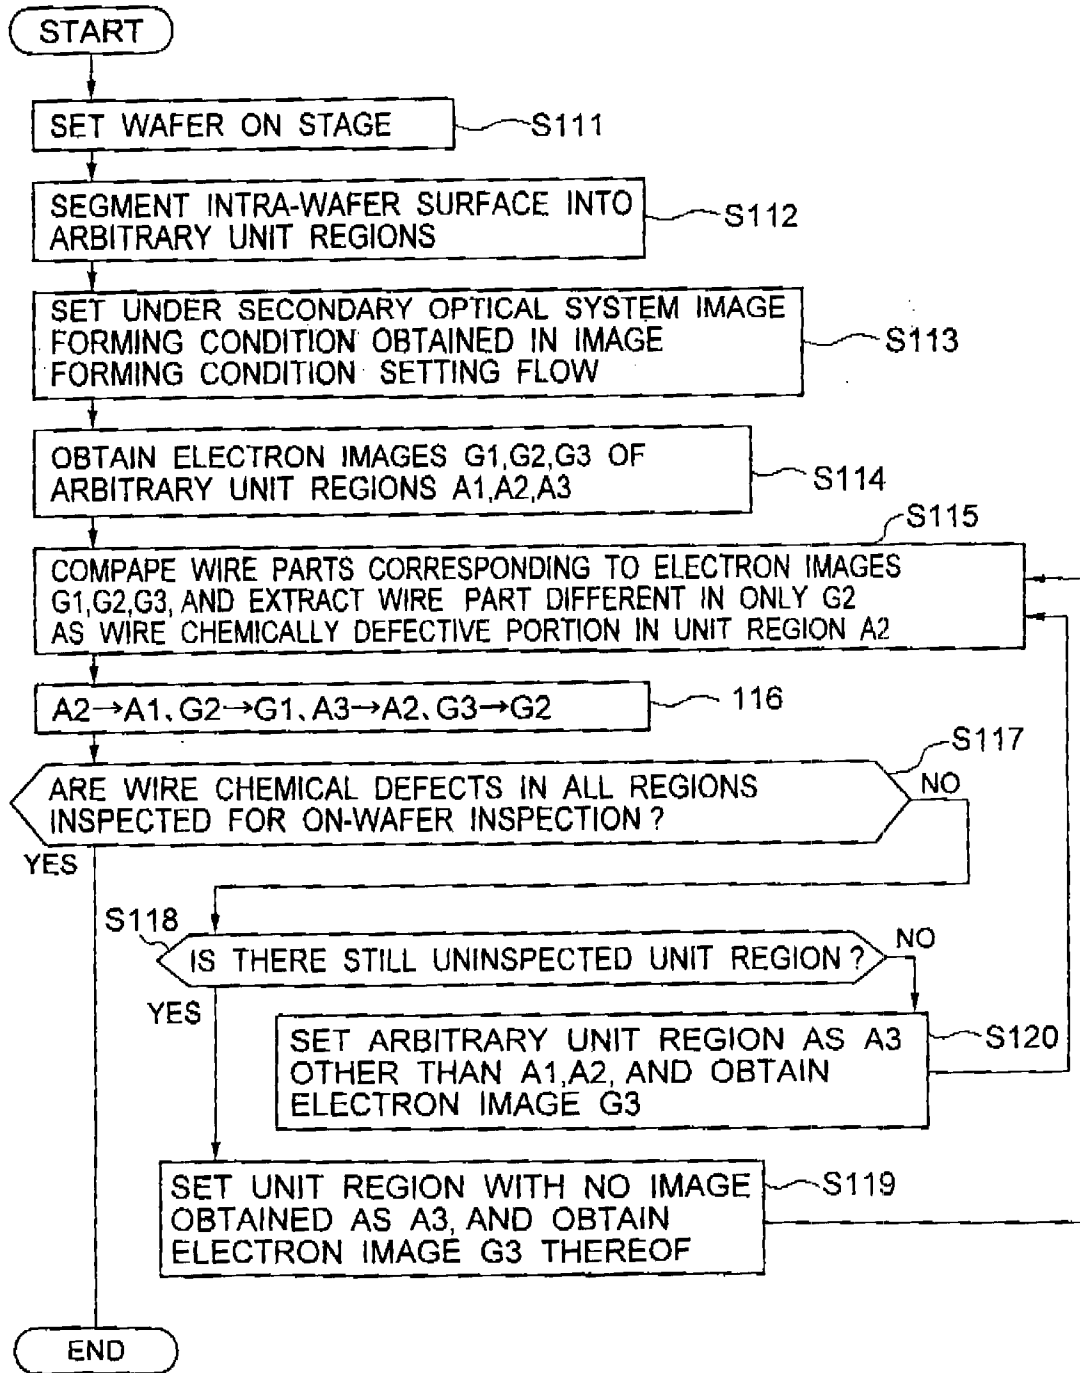 START
SET WAFER ON STAGE
S111
SEGMENT INTRA-WAFER SURFACE INTO
ARBITRARY UNIT REGIONS
S112
SET UNDER SECONDARY OPTICAL SYSTEM IMAGE
FORMING CONDITION OBTAINED IN IMAGE
FORMING CONDITION SETTING FLOW
S113
OBTAIN ELECTRON IMAGES G1,G2,G3 OF
ARBITRARY UNIT REGIONS A1,A2,A3
S114
S115
COMPAPE WIRE PARTS CORRESPONDING TO ELECTRON IMAGES
G1,G2,G3, AND EXTRACT WIRE PART DIFFERENT IN ONLY G2
AS WIRE CHEMICALLY DEFECTIVE PORTION IN UNIT REGION A2
A2→A1、G2→G1、A3→A2、G3→G2
116
S117
ARE WIRE CHEMICAL DEFECTS IN ALL REGIONS
INSPECTED FOR ON-WAFER INSPECTION ?
NO
YES
S118
IS THERE STILL UNINSPECTED UNIT REGION ?
NO
YES
SET ARBITRARY UNIT REGION AS A3
OTHER THAN A1,A2, AND OBTAIN
ELECTRON IMAGE G3
S120
SET UNIT REGION WITH NO IMAGE
OBTAINED AS A3, AND OBTAIN
ELECTRON IMAGE G3 THEREOF
S119
END